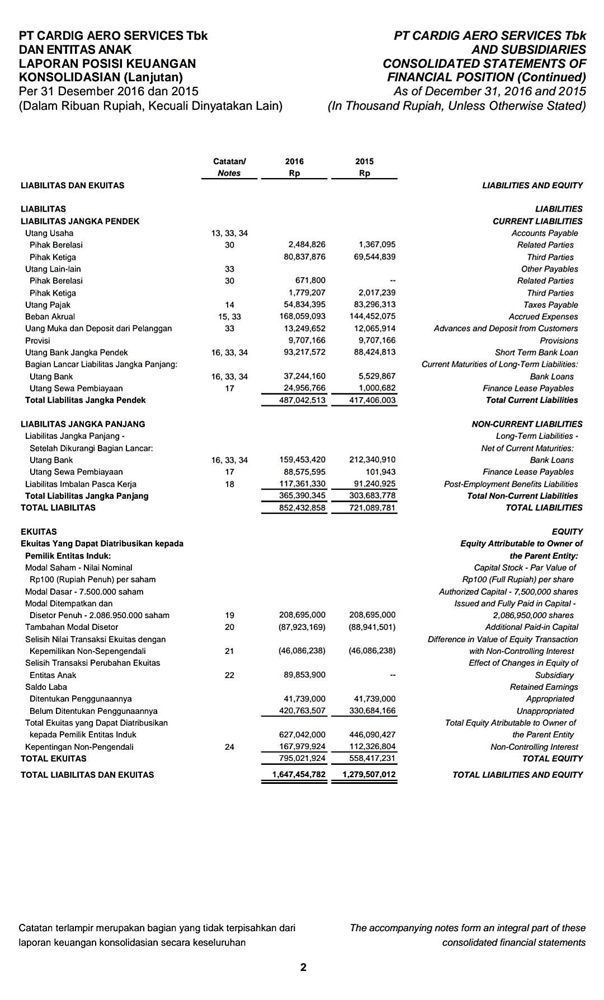 PT CARDIG AERO SERVICES Tbk PT CARDIG AERO SERVICES Tbk
DAN ENTITAS ANAK AND SUBSIDIARIES
LAPORAN POSISI KEUANGAN CONSOLIDATED STATEMENTS OF
KONSOLIDASIAN (Lanjutan) FINANCIAL POSITION (Continued)
Per 31 Desember 2016 dan 2015 As of December 31, 2016 and 2015
(Dalam Ribuan Rupiah, Kecuali Dinyatakan Lain) (In Thousand Rupiah, Unless Otherwise Stated)
Catatan/ 2016 2015
Notes Rp Rp
LIABILITAS DAN EKUITAS LIABILITIES AND EQUITY
LIABILITAS LIABILITIES
LIABILITAS JANGKA PENDEK CURRENT LIABILITIES
Utang Usaha 13, 33, 34 Accounts Payable
Pihak Berelasi 30 2,484,826 1,367,095 Related Parties
Pihak Ketiga 80,837,876 69,544,839 Third Parties
Utang Lain-lain 33 Other Payables
Pihak Berelasi 30 671,800 -- Related Parties
Pihak Ketiga 1,779,207 2,017,239 Third Parties
Utang Pajak 14 54,834,395 83,296,313 Taxes Payable
Beban Akrual 15, 33 168,059,093 144,452,075 Accrued Expenses
Uang Muka dan Deposit dari Pelanggan 33 13,249,652 12,065,914 Advances and Deposit from Customers
Provisi 9,707,166 9,707,166 Provisions
Utang Bank Jangka Pendek 16, 33, 34 93,217,572 88,424,813 Short Term Bank Loan
Bagian Lancar Liabilitas Jangka Panjang: Current Maturities of Long-Term Liabilities:
Utang Bank 16, 33, 34 37,244,160 5,529,867 Bank Loans
Utang Sewa Pembiayaan 17 24,956,766 1,000,682 Finance Lease Payables
Total Liabilitas Jangka Pendek 487,042,513 417,406,003 Total Current Liabilities
LIABILITAS JANGKA PANJANG NON-CURRENT LIABILITIES
Liabilitas Jangka Panjang - Long-Term Liabilities -
Setelah Dikurangi Bagian Lancar: Net of Current Maturities:
Utang Bank 16, 33, 34 159,453,420 212,340,910 Bank Loans
Utang Sewa Pembiayaan 17 88,575,595 101,943 Finance Lease Payables
Liabilitas Imbalan Pasca Kerja 18 117,361,330 91,240,925 Post-Employment Benefits Liabilities
Total Liabilitas Jangka Panjang 365,390,345 303,683,778 Total Non-Current Liabilities
TOTAL LIABILITAS 852,432,858 721,089,781 TOTAL LIABILITIES
EKUITAS EQUITY
Ekuitas Yang Dapat Diatribusikan kepada Equity Attributable to Owner of
Pemilik Entitas Induk: the Parent Entity:
Modal Saham - Nilai Nominal Capital Stock - Par Value of
Rp100 (Rupiah Penuh) per saham Rp100 (Full Rupiah) per share
Modal Dasar - 7.500.000 saham Authorized Capital - 7,500,000 shares
Modal Ditempatkan dan Issued and Fully Paid in Capital -
Disetor Penuh - 2.086.950.000 saham 19 208,695,000 208,695,000 2,086,950,000 shares
Tambahan Modal Disetor 20 (87,923,169) (88,941,501) Additional Paid-in Capital
Selisih Nilai Transaksi Ekuitas dengan Difference in Value of Equity Transaction
Kepemilikan Non-Sepengendali 21 (46,086,238) (46,086,238) with Non-Controlling Interest
Selisih Transaksi Perubahan Ekuitas Effect of Changes in Equity of
Entitas Anak 22 89,853,900 -- Subsidiary
Saldo Laba Retained Earnings
Ditentukan Penggunaannya 41,739,000 41,739,000 Appropriated
Belum Ditentukan Penggunaannya 420,763,507 330,684,166 Unappropriated
Total Ekuitas yang Dapat Diatribusikan Total Equity Atributable to Owner of
kepada Pemilik Entitas Induk 627,042,000 446,090,427 the Parent Entity
Kepentingan Non-Pengendali 24 167,979,924 112,326,804 Non-Controlling Interest
TOTAL EKUITAS 795,021,924 558,417,231 TOTAL EQUITY
TOTAL LIABILITAS DAN EKUITAS 1,647,454,782 1,279,507,012 TOTAL LIABILITIES AND EQUITY
Catatan terlampir merupakan bagian yang tidak terpisahkan dari The accompanying notes form an integral part of these
laporan keuangan konsolidasian secara keseluruhan consolidated financial statements
2